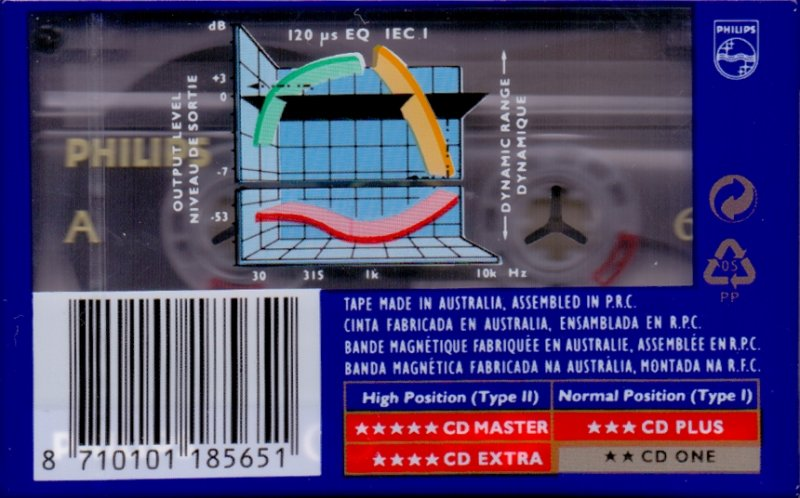 dB
120 µs EQ IEC I
PHILIPS
+3
0
-7
-53
OUTPUT LEVEL
NIVEAU DE SORTIE
DYNAMIC RANGE
DYNAMIQUE
PHILIPS
A
6
30 315 1k 10k Hz
05
PP
TAPE MADE IN AUSTRALIA, ASSEMBLED IN P.R.C.
CINTA FABRICADA EN AUSTRALIA, ENSAMBLADA EN R.P.C.
BANDE MAGNÉTIQUE FABRIQUÉE EN AUSTRALIE, ASSEMBLÉE EN R.P.C.
BANDA MAGNÉTICA FABRICADA NA AUSTRÁLIA, MONTADA NA R.F.C.
High Position (Type II) Normal Position (Type I)
★★★★★ CD MASTER ★★★ CD PLUS
★★★★ CD EXTRA ★★ CD ONE
8 710101 185651